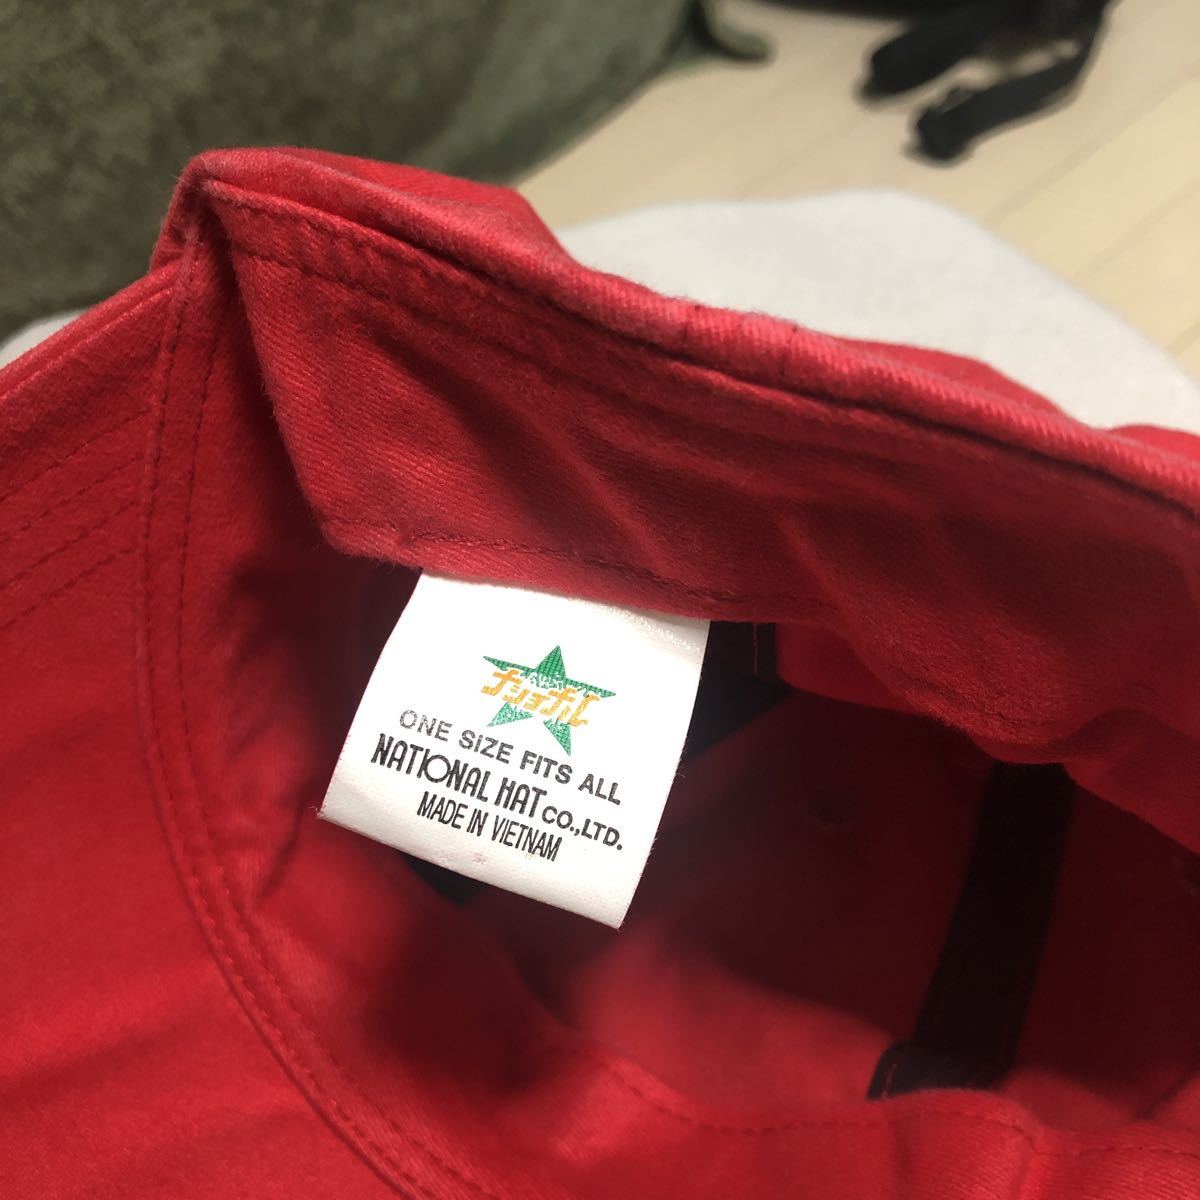 ナショナル
ONE SIZE FITS ALL
NATIONAL HAT CO.,LTD.
MADE IN VIETNAM